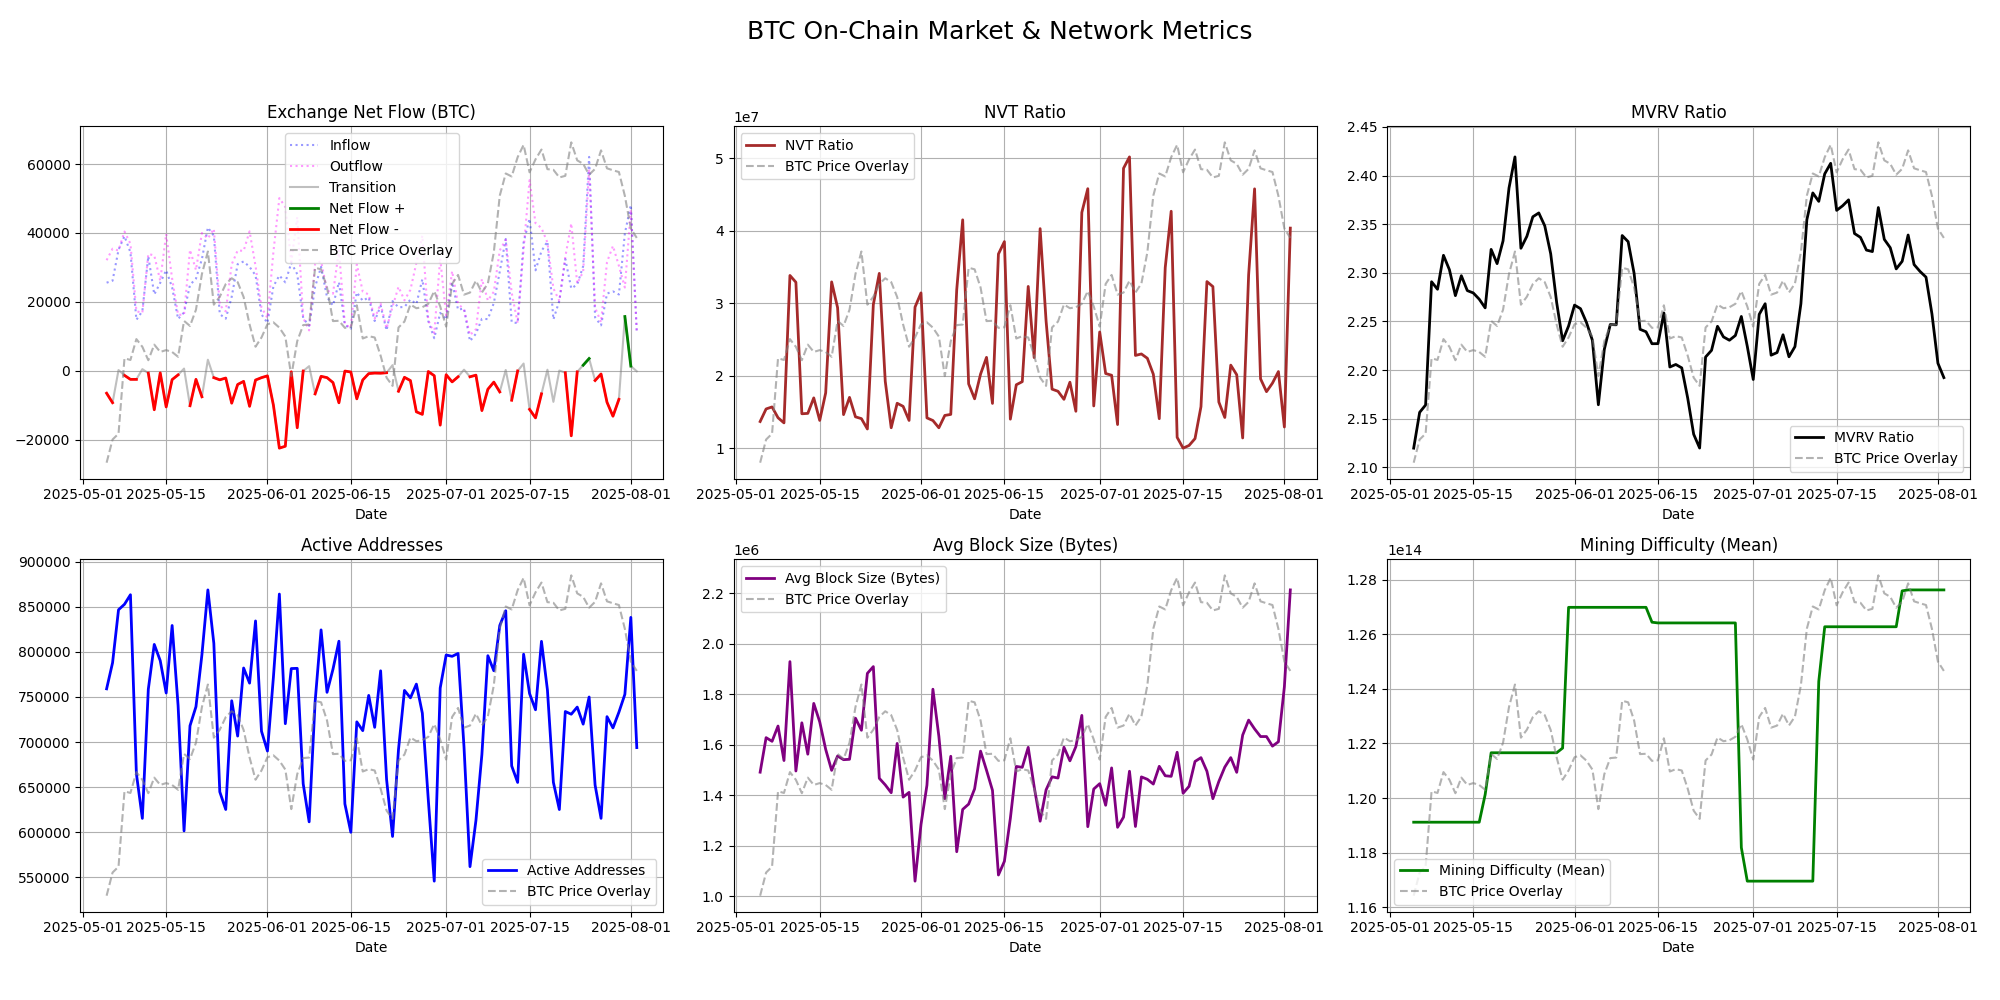 BTC On-Chain Market & Network Metrics
Exchange Net Flow (BTC)
Inflow
Outflow
Transition
Net Flow +
Net Flow -
BTC Price Overlay
60000
40000
20000
0
−20000
2025-05-01 2025-05-15 2025-06-01 2025-06-15 2025-07-01 2025-07-15 2025-08-01
Date
NVT Ratio
1e7
NVT Ratio
BTC Price Overlay
5
4
3
2
1
2025-05-01 2025-05-15 2025-06-01 2025-06-15 2025-07-01 2025-07-15 2025-08-01
Date
MVRV Ratio
2.45
2.40
2.35
2.30
2.25
2.20
2.15
2.10
MVRV Ratio
BTC Price Overlay
2025-05-01 2025-05-15 2025-06-01 2025-06-15 2025-07-01 2025-07-15 2025-08-01
Date
Active Addresses
900000
850000
800000
750000
700000
650000
600000
550000
Active Addresses
BTC Price Overlay
2025-05-01 2025-05-15 2025-06-01 2025-06-15 2025-07-01 2025-07-15 2025-08-01
Date
Avg Block Size (Bytes)
1e6
Avg Block Size (Bytes)
BTC Price Overlay
2.2
2.0
1.8
1.6
1.4
1.2
1.0
2025-05-01 2025-05-15 2025-06-01 2025-06-15 2025-07-01 2025-07-15 2025-08-01
Date
Mining Difficulty (Mean)
1e14
1.28
1.26
1.24
1.22
1.20
1.18
1.16
Mining Difficulty (Mean)
BTC Price Overlay
2025-05-01 2025-05-15 2025-06-01 2025-06-15 2025-07-01 2025-07-15 2025-08-01
Date